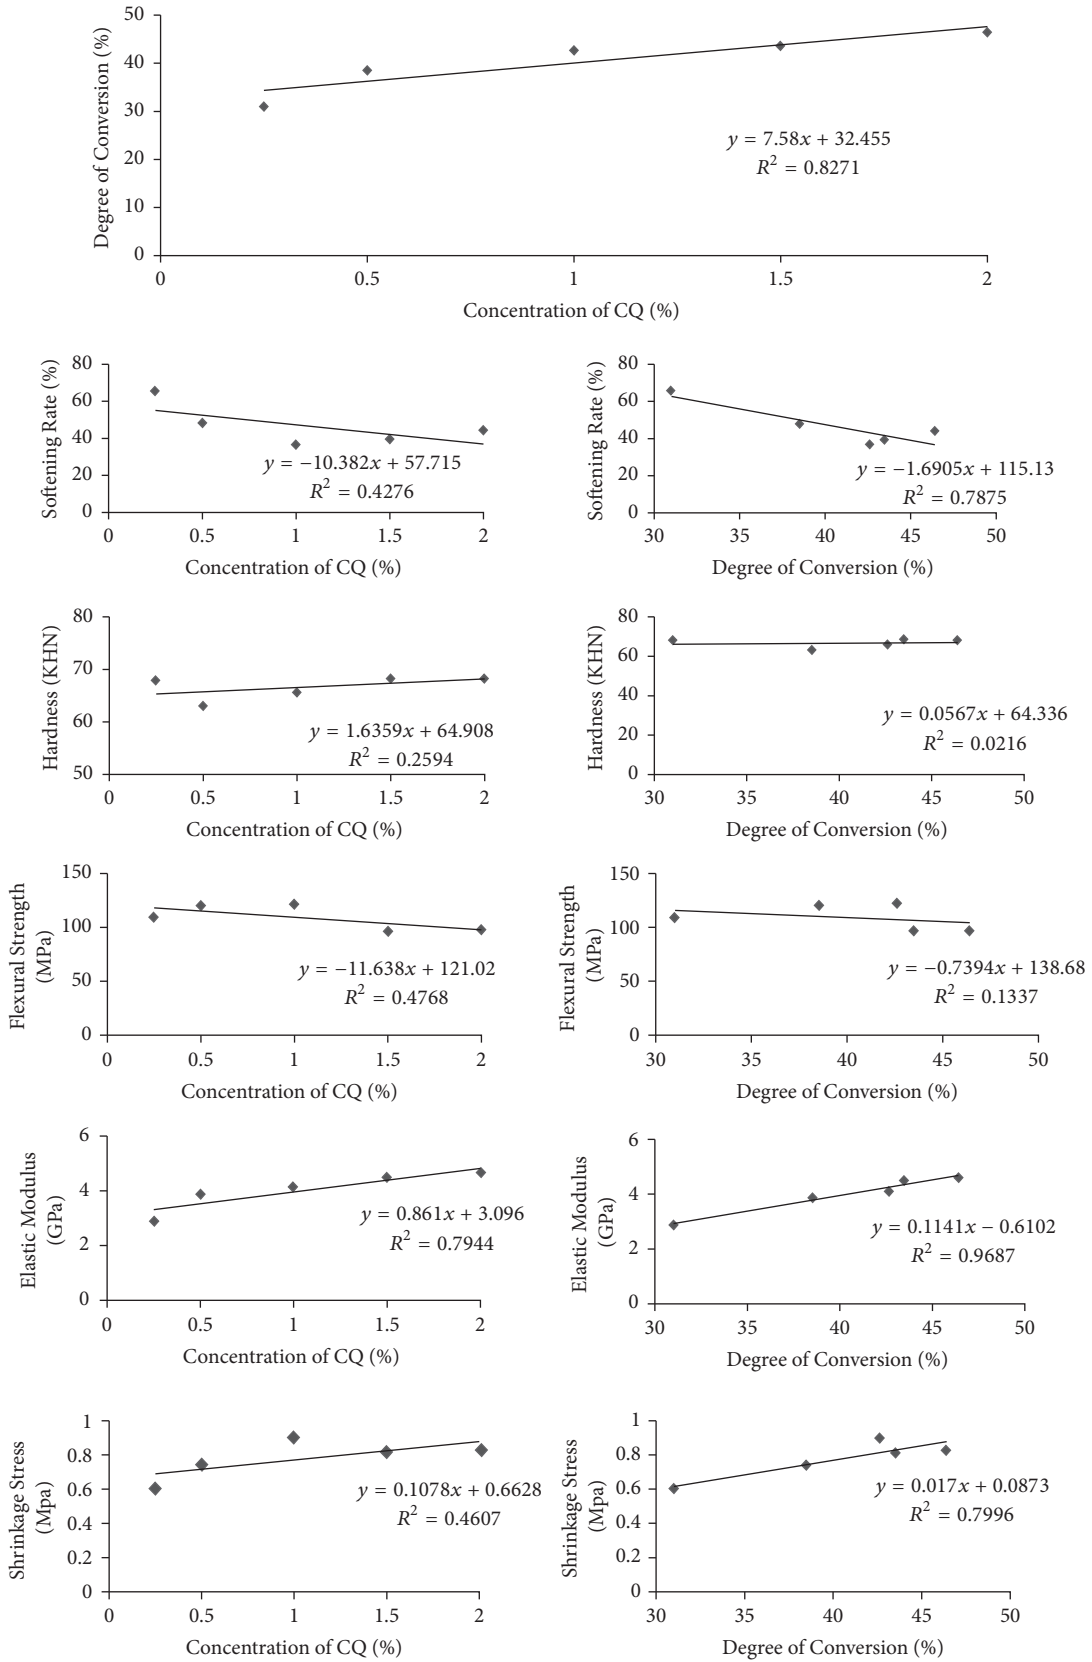 50
40
30
20
10
0
Degree of Conversion (%)
y = 7.58x + 32.455
R² = 0.8271
0 0.5 1 1.5 2
Concentration of CQ (%)
80
60
40
20
0
Softening Rate (%)
y = −10.382x + 57.715
R² = 0.4276
0 0.5 1 1.5 2
Concentration of CQ (%)
80
60
40
20
0
Softening Rate (%)
y = −1.6905x + 115.13
R² = 0.7875
30 35 40 45 50
Degree of Conversion (%)
80
70
60
50
Hardness (KHN)
y = 1.6359x + 64.908
R² = 0.2594
0 0.5 1 1.5 2
Concentration of CQ (%)
80
60
40
20
0
Hardness (KHN)
y = 0.0567x + 64.336
R² = 0.0216
30 35 40 45 50
Degree of Conversion (%)
150
100
50
0
Flexural Strength
(MPa)
y = −11.638x + 121.02
R² = 0.4768
0 0.5 1 1.5 2
Concentration of CQ (%)
150
100
50
0
Flexural Strength
(MPa)
y = −0.7394x + 138.68
R² = 0.1337
30 35 40 45 50
Degree of Conversion (%)
6
4
2
0
Elastic Modulus
(GPa)
y = 0.861x + 3.096
R² = 0.7944
0 0.5 1 1.5 2
Concentration of CQ (%)
6
4
2
0
Elastic Modulus
(GPa)
y = 0.1141x − 0.6102
R² = 0.9687
30 35 40 45 50
Degree of Conversion (%)
1
0.8
0.6
0.4
0.2
0
Shrinkage Stress
(Mpa)
y = 0.1078x + 0.6628
R² = 0.4607
0 0.5 1 1.5 2
Concentration of CQ (%)
1
0.8
0.6
0.4
0.2
0
Shrinkage Stress
(Mpa)
y = 0.017x + 0.0873
R² = 0.7996
30 35 40 45 50
Degree of Conversion (%)